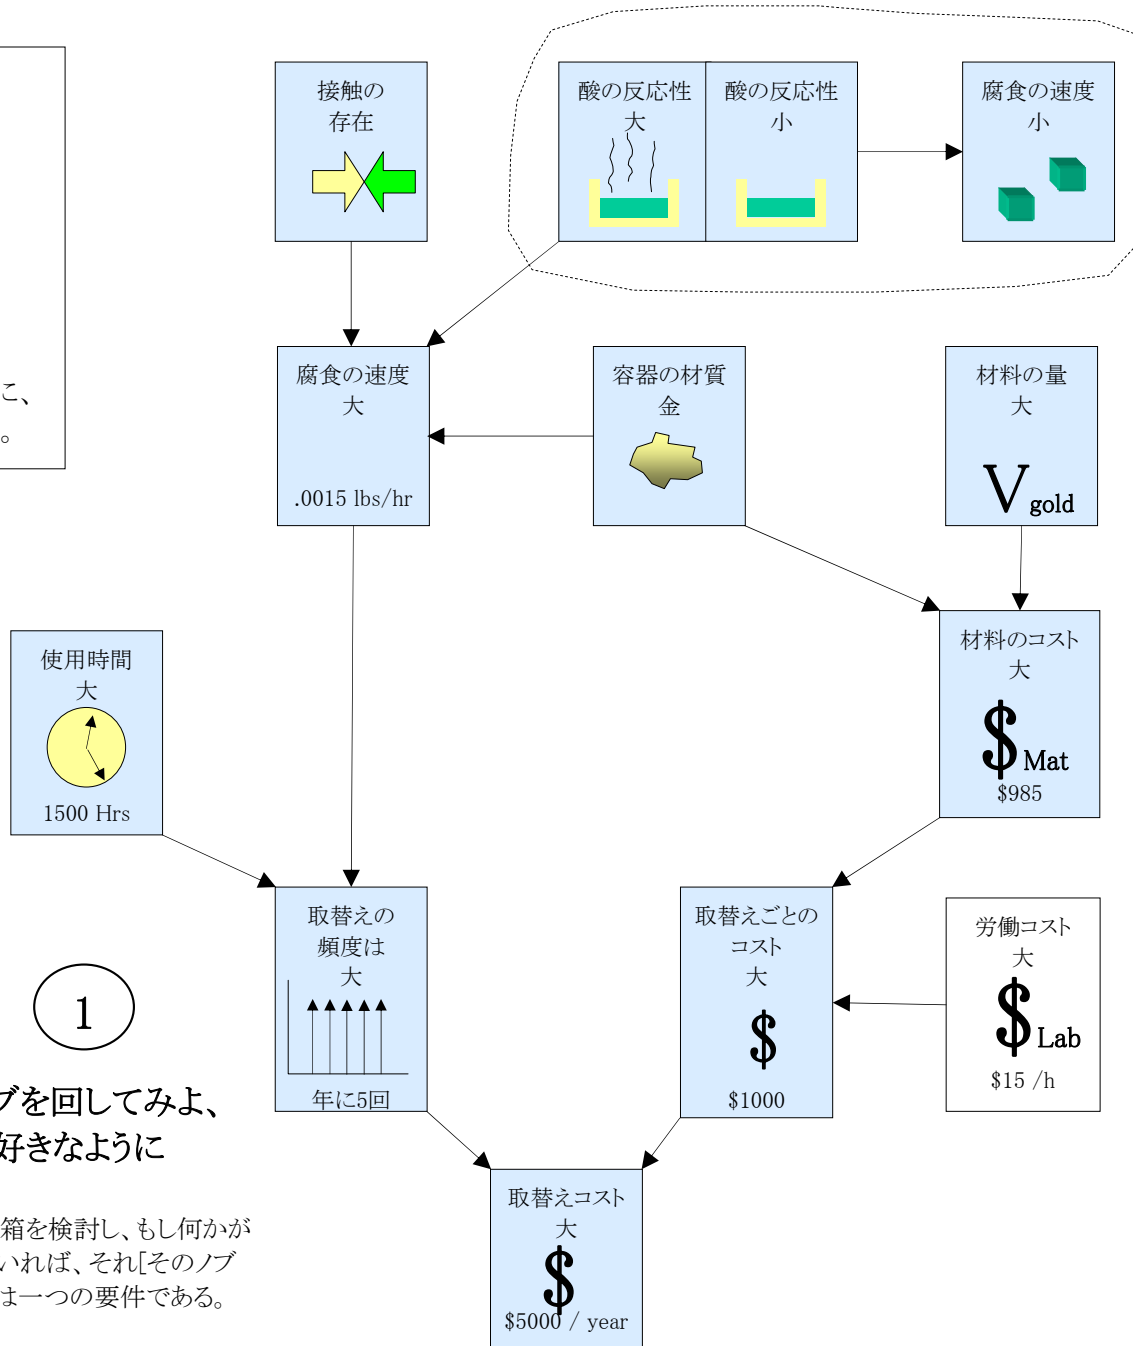 こ、
。
接触の
存在
酸の反応性
大
酸の反応性
小
腐食の速度
小
腐食の速度
大
.0015 lbs/hr
容器の材質
金
材料の量
大
V gold
使用時間
大
1500 Hrs
材料のコスト
大
$ Mat
$985
取替えの
頻度は
大
年に5回
取替えごとの
コスト
大
$
$1000
労働コスト
大
$ Lab
$15 /h
1
ブを回してみよ、
好きなように
箱を検討し、もし何かが
いれば、それ[そのノブ
は一つの要件である。
取替えコスト
大
$
$5000 / year